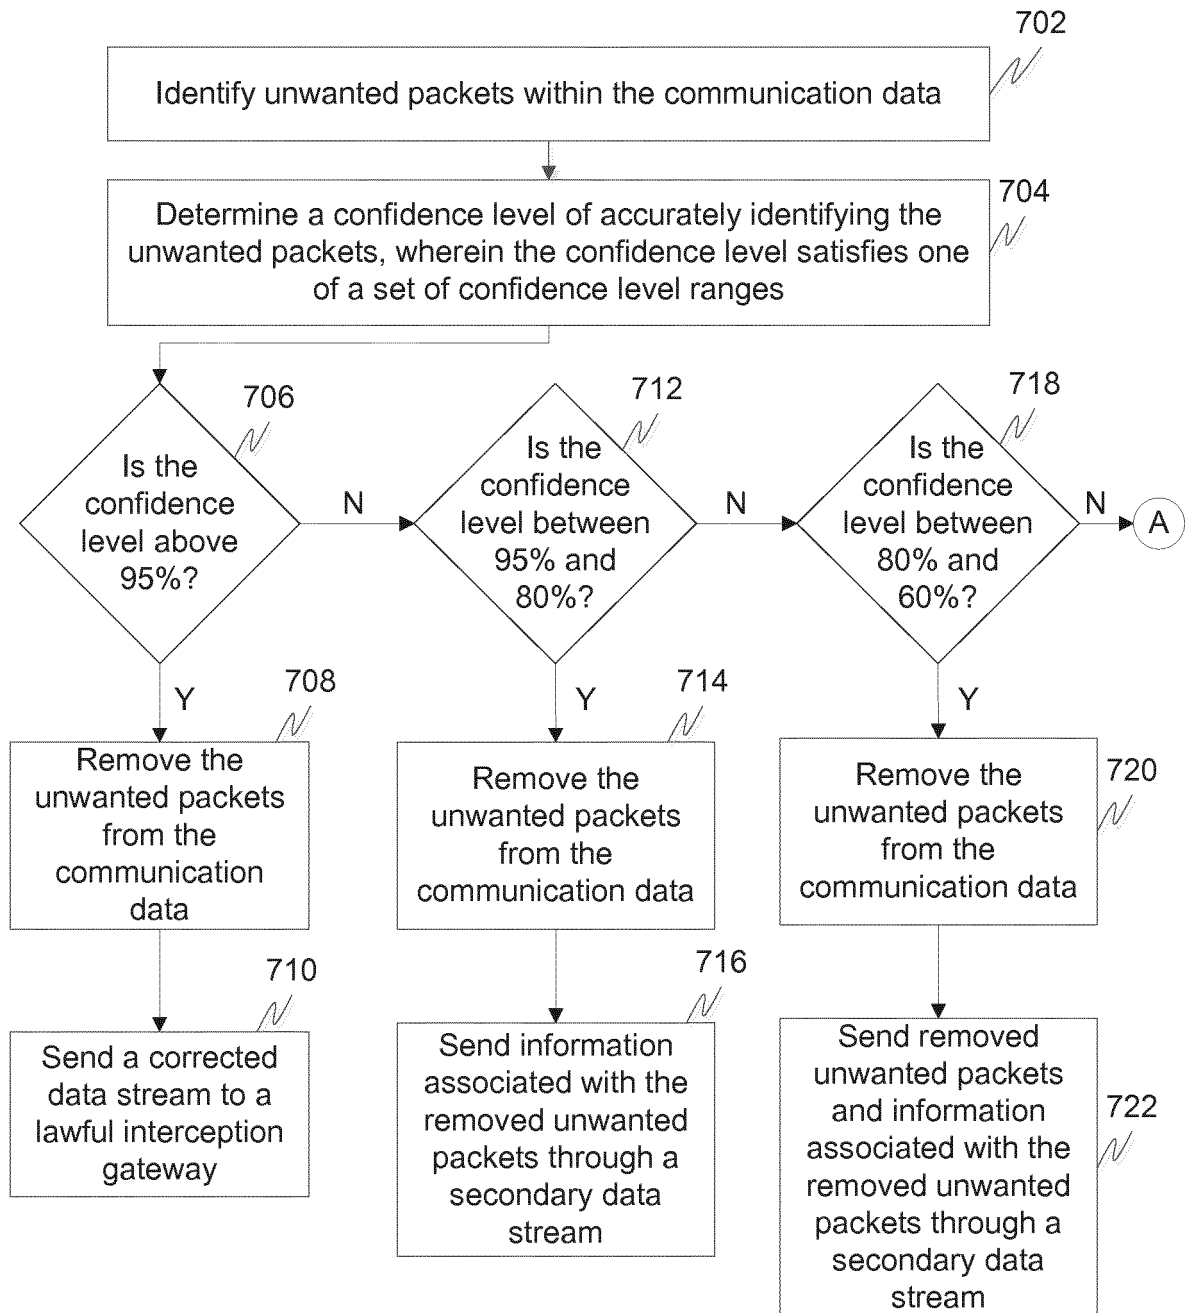 702
Identify unwanted packets within the communication data
704
Determine a confidence level of accurately identifying the
unwanted packets, wherein the confidence level satisfies one
of a set of confidence level ranges
706
Is the
confidence
level above
95%?
N
712
Is the
confidence
level between
95% and
80%?
N
718
Is the
confidence
level between
80% and
60%?
N
A
Y
708
Remove the
unwanted packets
from the
communication
data
710
Send a corrected
data stream to a
lawful interception
gateway
Y
714
Remove the
unwanted packets
from the
communication data
716
Send information
associated with the
removed unwanted
packets through a
secondary data
stream
Y
720
Remove the
unwanted packets
from the
communication data
722
Send removed
unwanted packets
and information
associated with the
removed unwanted
packets through a
secondary data
stream